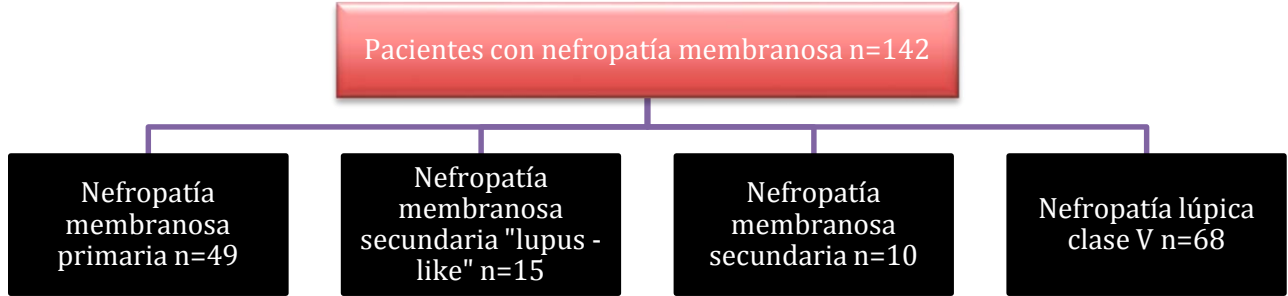 Pacientes con nefropatía membranosa n=142
Nefropatía
membranosa
primaria n=49
Nefropatía
membranosa
secundaria "lupus -
like" n=15
Nefropatía
membranosa
secundaria n=10
Nefropatía lúpica
clase V n=68